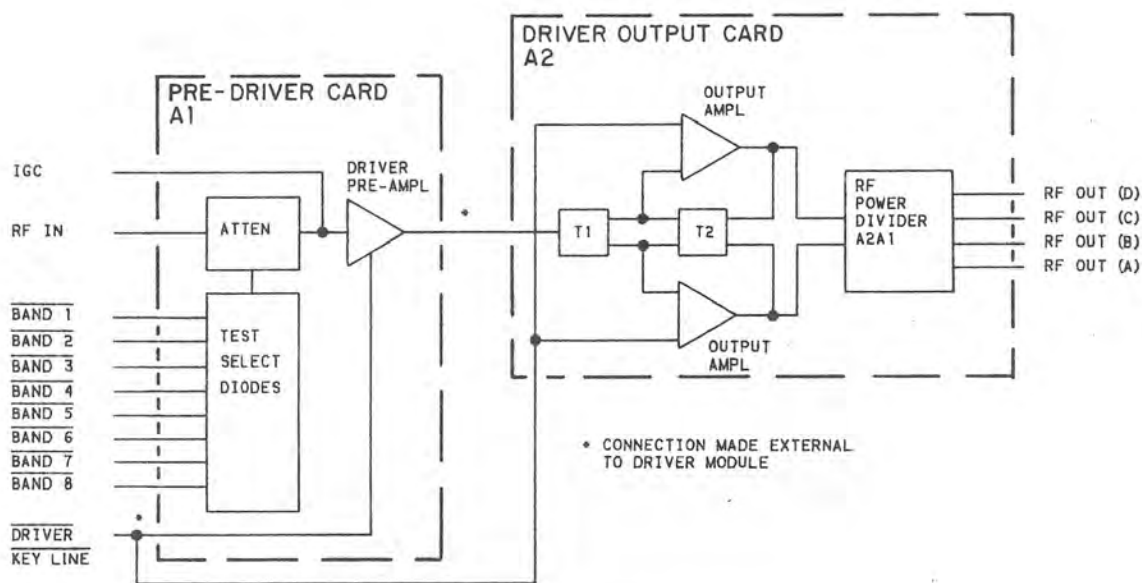 DRIVER OUTPUT CARD
A2
PRE-DRIVER CARD
A1
OUTPUT
AMPL
DRIVER
PRE-AMPL
IGC
RF IN
ATTEN
*
T1
T2
RF
POWER
DIVIDER
A2A1
RF OUT (D)
RF OUT (C)
RF OUT (B)
RF OUT (A)
BAND 1
BAND 2
BAND 3
BAND 4
BAND 5
BAND 6
BAND 7
BAND 8
TEST
SELECT
DIODES
OUTPUT
AMPL
* CONNECTION MADE EXTERNAL
TO DRIVER MODULE
*
DRIVER
KEY LINE